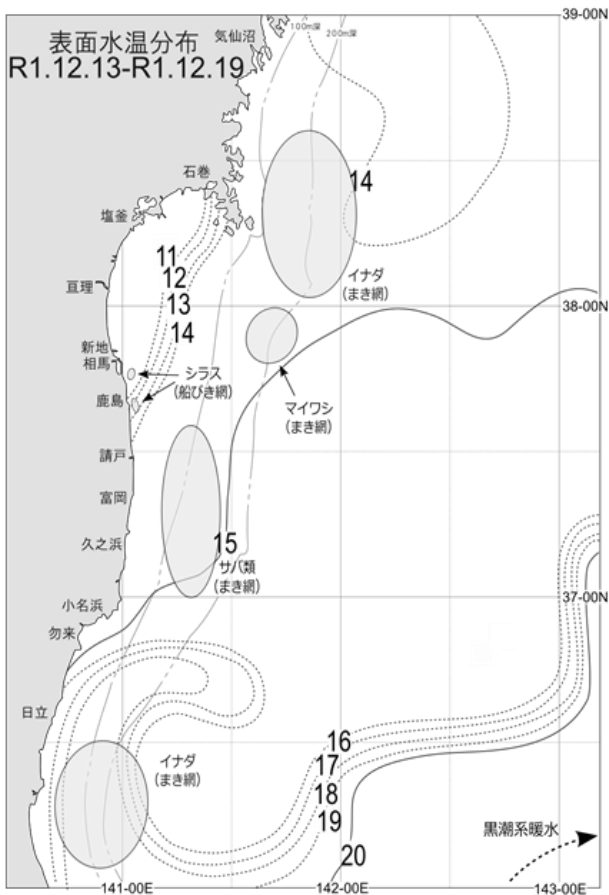 表面水温分布
R1.12.13-R1.12.19
気仙沼
100m深
200m深
39-00N
石巻
塩釜
14
11
12
亘理
イナダ
(まき網)
38-00N
13
14
新地
相馬
シラス
(船びき網)
鹿島
マイワシ
(まき網)
請戸
富岡
久之浜
15
サバ類
(まき網)
37-00N
小名浜
勿来
日立
16
イナダ
(まき網)
17
18
19
黒潮系暖水
20
141-00E
142-00E
143-00E